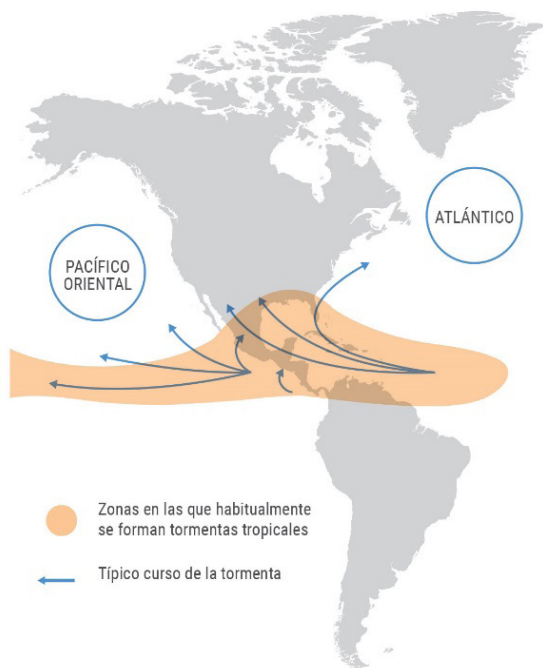 ATLÁNTICO
PACÍFICO
ORIENTAL
Zonas en las que habitualmente
se forman tormentas tropicales
Típico curso de la tormenta